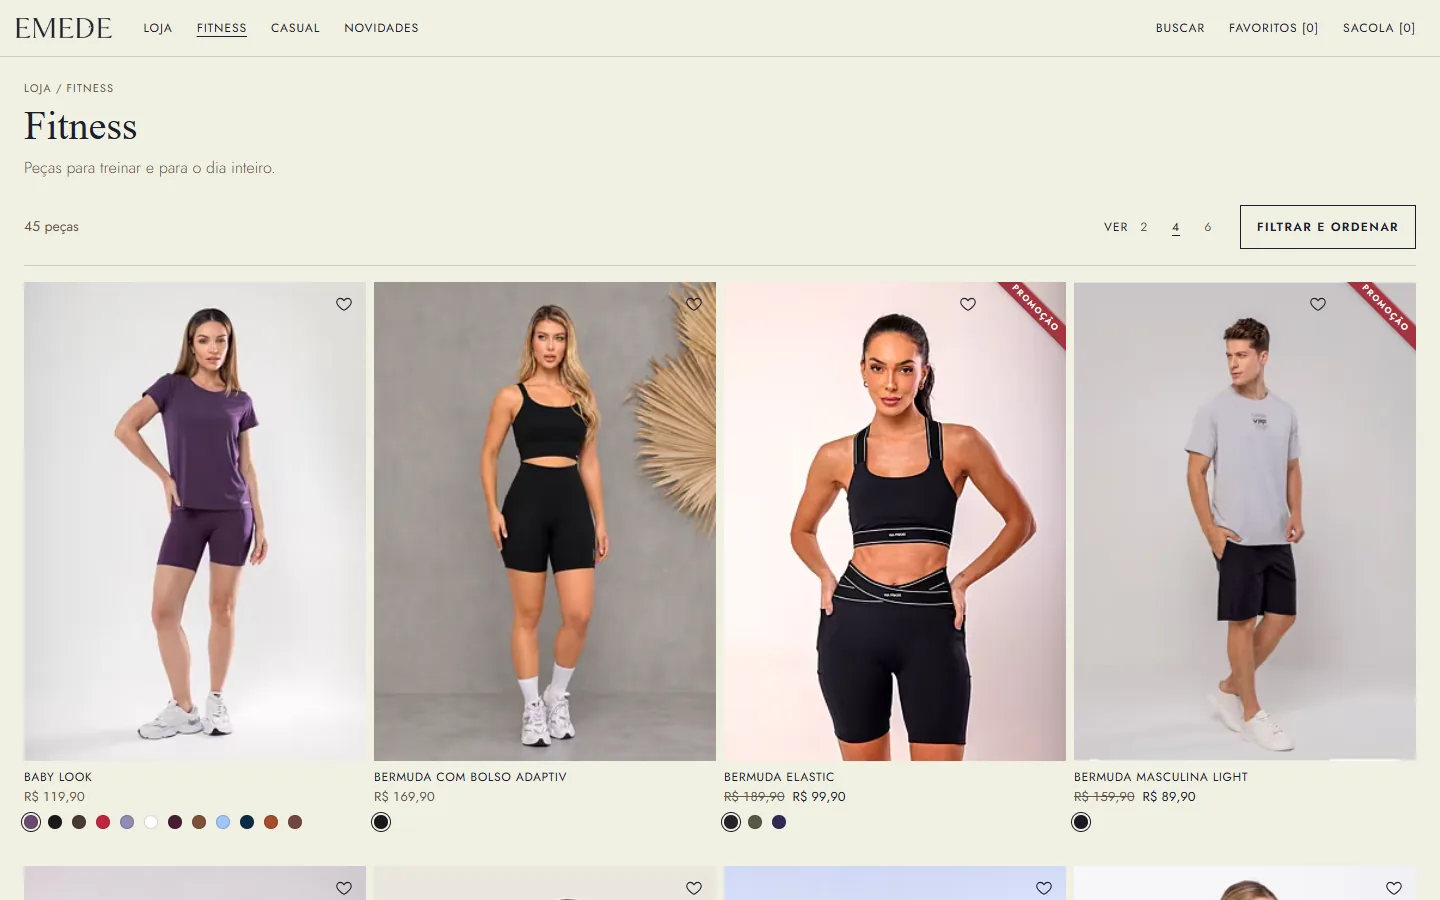 EMEDE LOJA FITNESS CASUAL NOVIDADES BUSCAR FAVORITOS [0] SACOLA [0]
LOJA / FITNESS
Fitness
Peças para treinar e para o dia inteiro.
45 peças VER 2 4 6 FILTRAR E ORDENAR
PROMOÇÃO
PROMOÇÃO
BABY LOOK
R$ 119,90
BERMUDA COM BOLSO ADAPTIV
R$ 169,90
BERMUDA ELASTIC
R$ 189,90 R$ 99,90
BERMUDA MASCULINA LIGHT
R$ 159,90 R$ 89,90